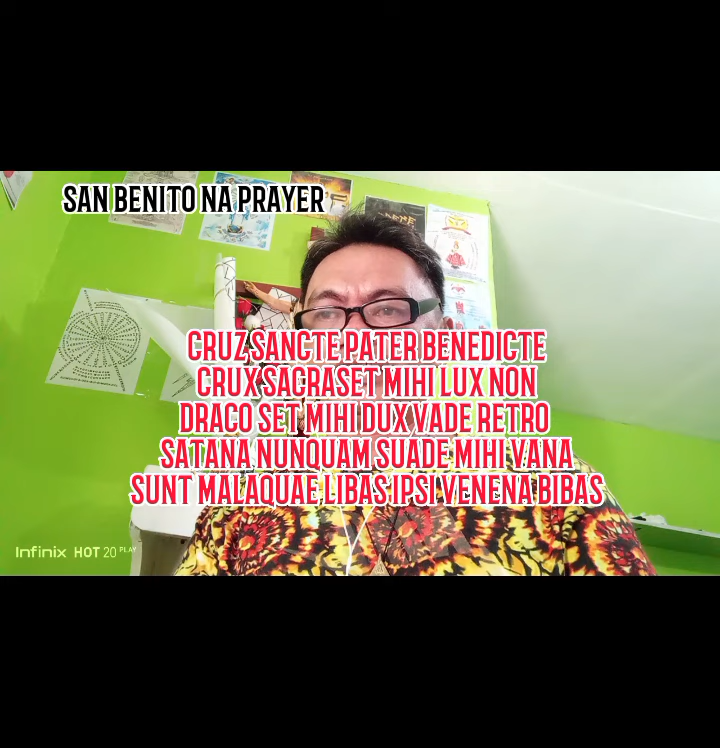 SAN BENITO NA PRAYER
CRUZ SANCTE PATER BENEDICTE
CRUX SAGRASET MIHI LUX NON
DRACO SET MIHI DUX VADE RETRO
SATANA NUNQUAM SUADE MIHI VANA
SUNT MALAQUAE LIBAS IPSI VENENA BIBAS
Infinix HOT 20 PLAY